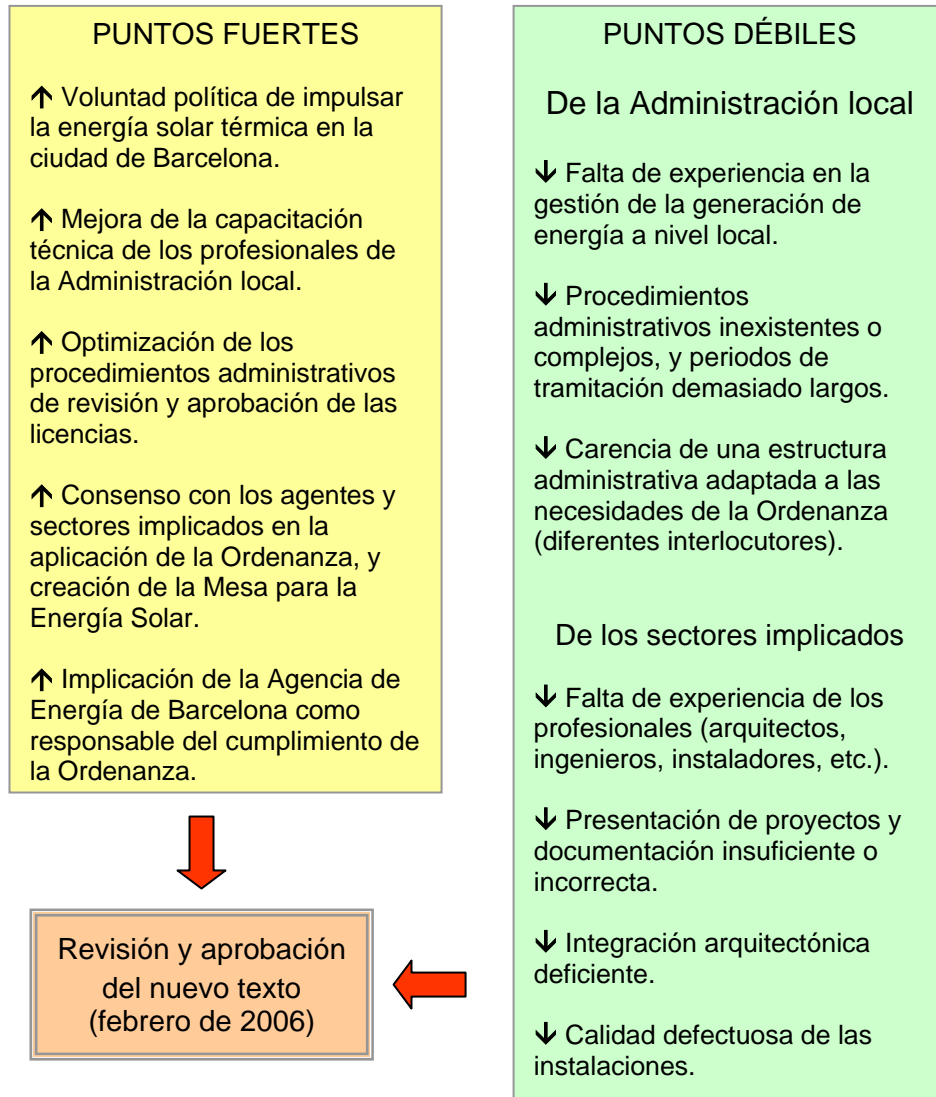 PUNTOS FUERTES
↑ Voluntad política de impulsar
la energía solar térmica en la
ciudad de Barcelona.
↑ Mejora de la capacitación
técnica de los profesionales de
la Administración local.
↑ Optimización de los
procedimientos administrativos
de revisión y aprobación de las
licencias.
↑ Consenso con los agentes y
sectores implicados en la
aplicación de la Ordenanza, y
creación de la Mesa para la
Energía Solar.
↑ Implicación de la Agencia de
Energía de Barcelona como
responsable del cumplimiento de
la Ordenanza.
Revisión y aprobación
del nuevo texto
(febrero de 2006)
PUNTOS DÉBILES
De la Administración local
↓ Falta de experiencia en la
gestión de la generación de
energía a nivel local.
↓ Procedimientos
administrativos inexistentes o
complejos, y periodos de
tramitación demasiado largos.
↓ Carencia de una estructura
administrativa adaptada a las
necesidades de la Ordenanza
(diferentes interlocutores).
De los sectores implicados
↓ Falta de experiencia de los
profesionales (arquitectos,
ingenieros, instaladores, etc.).
↓ Presentación de proyectos y
documentación insuficiente o
incorrecta.
↓ Integración arquitectónica
deficiente.
↓ Calidad defectuosa de las
instalaciones.